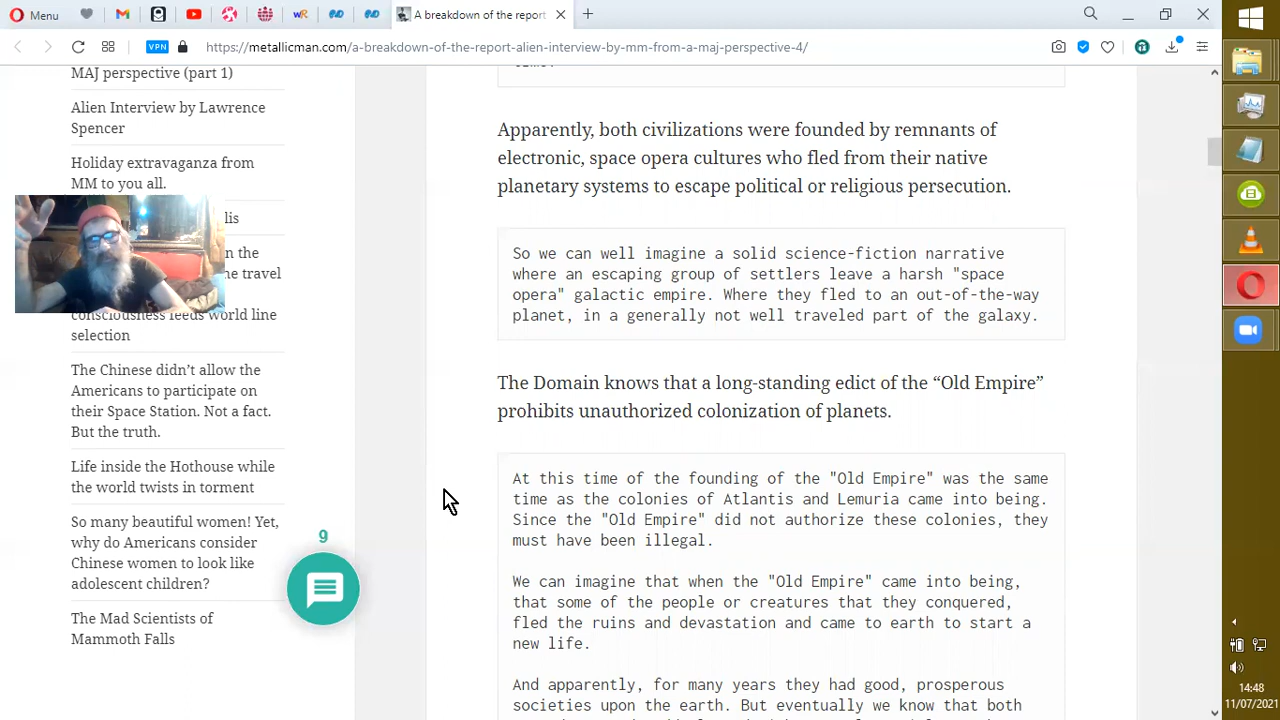 Menu
A breakdown of the report
VPN
https://metallicman.com/a-breakdown-of-the-report-alien-interview-by-mm-from-a-maj-perspective-4/
MAJ perspective (part 1)
Alien Interview by Lawrence
Spencer
Holiday extravaganza from
MM to you all.
lis
n the
ne travel
consciousness feeds world line
selection
The Chinese didn’t allow the
Americans to participate on
their Space Station. Not a fact.
But the truth.
Life inside the Hothouse while
the world twists in torment
So many beautiful women! Yet,
why do Americans consider
Chinese women to look like
adolescent children?
The Mad Scientists of
Mammoth Falls
9
Apparently, both civilizations were founded by remnants of
electronic, space opera cultures who fled from their native
planetary systems to escape political or religious persecution.
So we can well imagine a solid science-fiction narrative
where an escaping group of settlers leave a harsh "space
opera" galactic empire. Where they fled to an out-of-the-way
planet, in a generally not well traveled part of the galaxy.
The Domain knows that a long-standing edict of the “Old Empire”
prohibits unauthorized colonization of planets.
At this time of the founding of the "Old Empire" was the same
time as the colonies of Atlantis and Lemuria came into being.
Since the "Old Empire" did not authorize these colonies, they
must have been illegal.
We can imagine that when the "Old Empire" came into being,
that some of the people or creatures that they conquered,
fled the ruins and devastation and came to earth to start a
new life.
And apparently, for many years they had good, prosperous
societies upon the earth. But eventually we know that both
14:48
11/07/2021